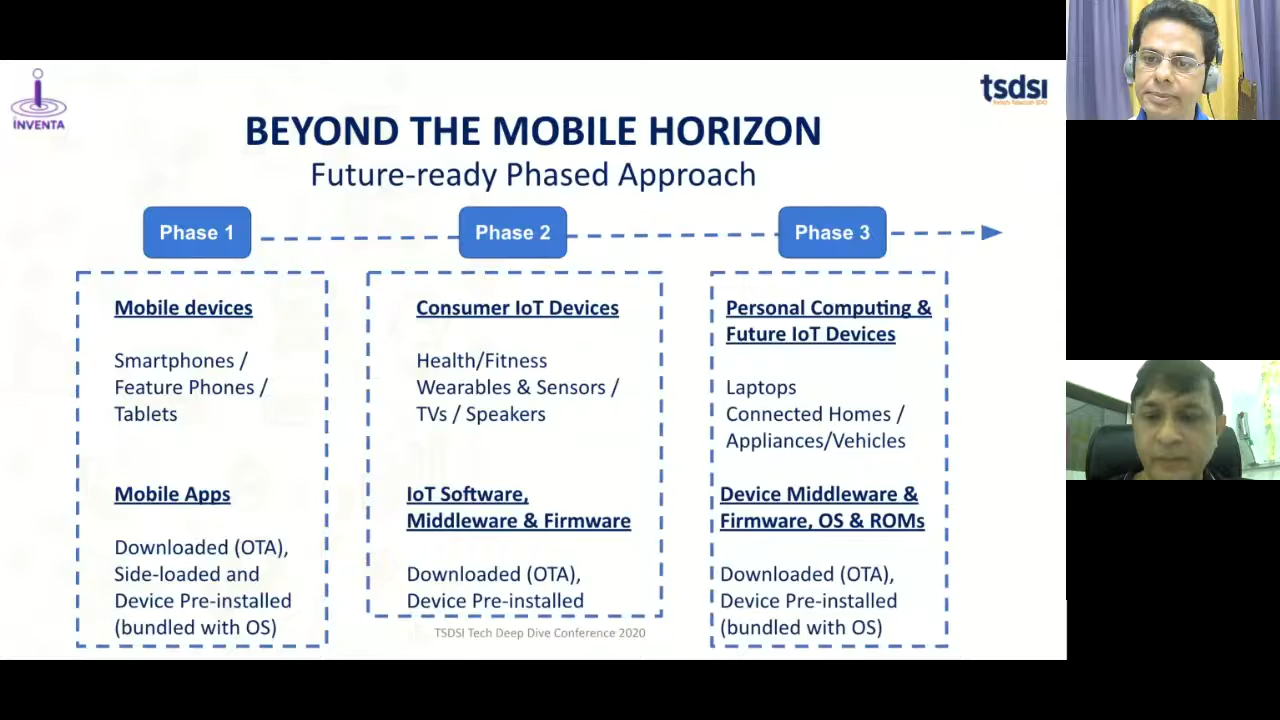 INVENTA
tsdsi
BEYOND THE MOBILE HORIZON
Future-ready Phased Approach
Phase 1
Phase 2
Phase 3
Mobile devices
Smartphones /
Feature Phones /
Tablets
Mobile Apps
Downloaded (OTA),
Side-loaded and
Device Pre-installed
(bundled with OS)
Consumer IoT Devices
Health/Fitness
Wearables & Sensors /
TVs / Speakers
IoT Software,
Middleware & Firmware
Downloaded (OTA),
Device Pre-installed
Personal Computing &
Future IoT Devices
Laptops
Connected Homes /
Appliances/Vehicles
Device Middleware &
Firmware, OS & ROMs
Downloaded (OTA),
Device Pre-installed
(bundled with OS)
TSDSI Tech Deep Dive Conference 2020